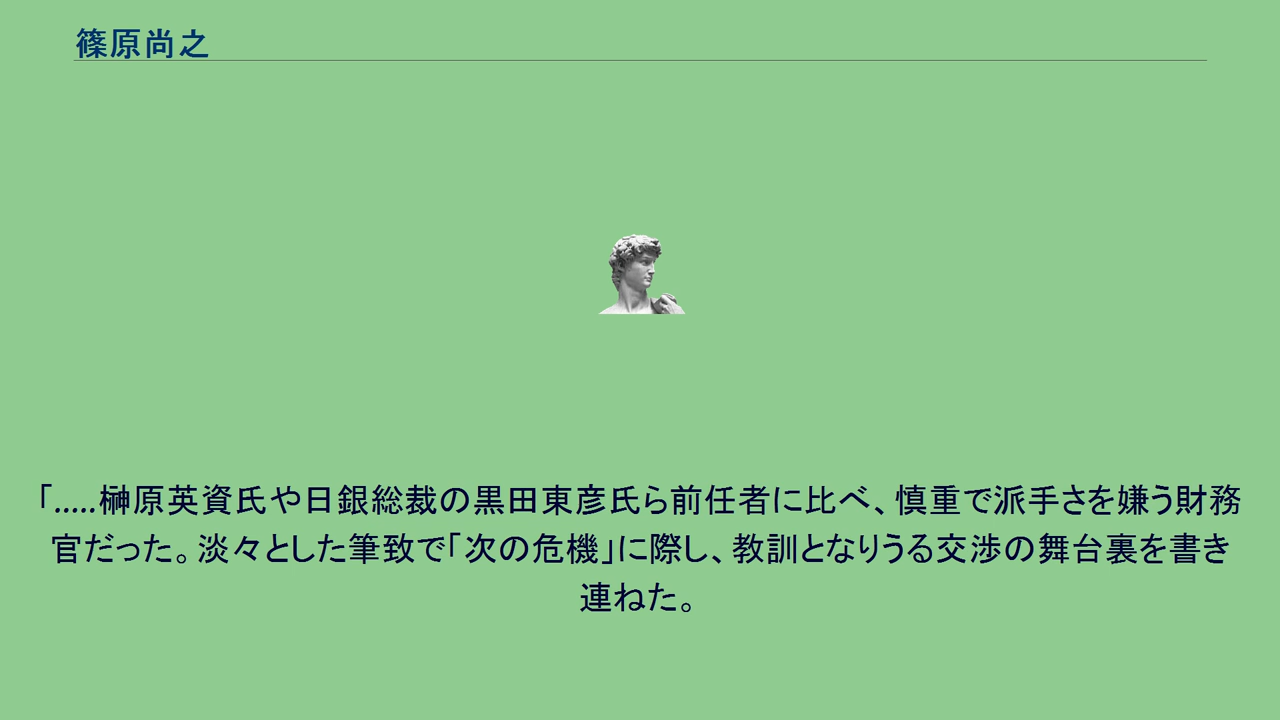 篠原尚之
「.....榊原英資氏や日銀総裁の黒田東彦氏ら前任者に比べ、慎重で派手さを嫌う財務
官だった。淡々とした筆致で「次の危機」に際し、教訓となりうる交渉の舞台裏を書き
連ねた。